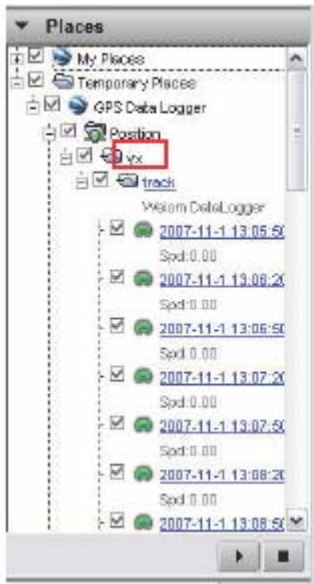 Places
My Places
Temporary Places
GPS Data Logger
Position
yx
track
DataLogger
2007-11-1 13:05:50
Spd:0.00
2007-11-1 13:06:20
Spd:0.00
2007-11-1 13:06:50
Spd:0.00
2007-11-1 13:07:20
Spd:0.00
2007-11-1 13:07:50
Spd:0.00
2007-11-1 13:08:20
Spd:0.00
2007-11-1 13:08:50